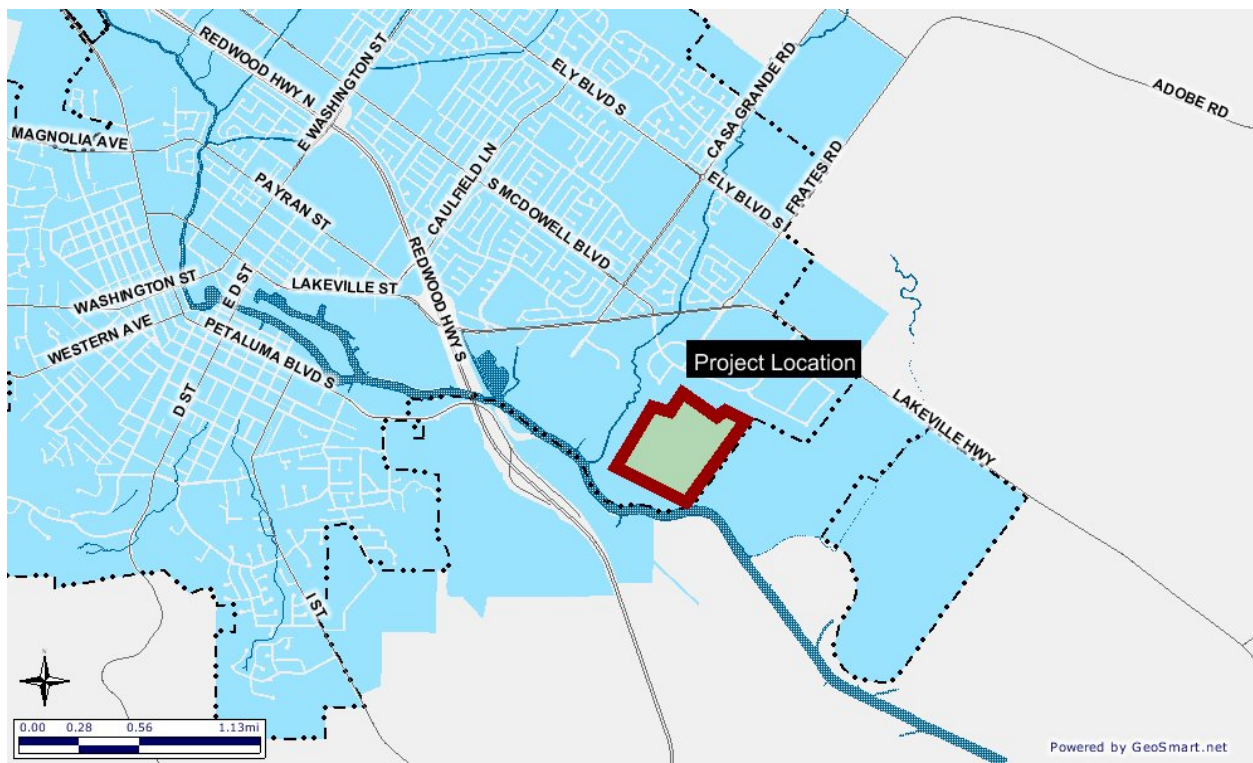 REDWOOD HWY N
E WASHINGTON ST
ELY BLVD S
CASA GRANDE RD
ADOBE RD
MAGNOLIA AVE
PAYRAN ST
CAULFIELD LN
S MCDOWELL BLVD
ELY BLVD S
FRATES RD
REDWOOD HWY S
WASHINGTON ST
E D ST
LAKEVILLE ST
WESTERN AVE
PETALUMA BLVD S
D ST
Project Location
LAKEVILLE HWY
I ST
N
0.00 0.28 0.56 1.13mi
Powered by GeoSmart.net